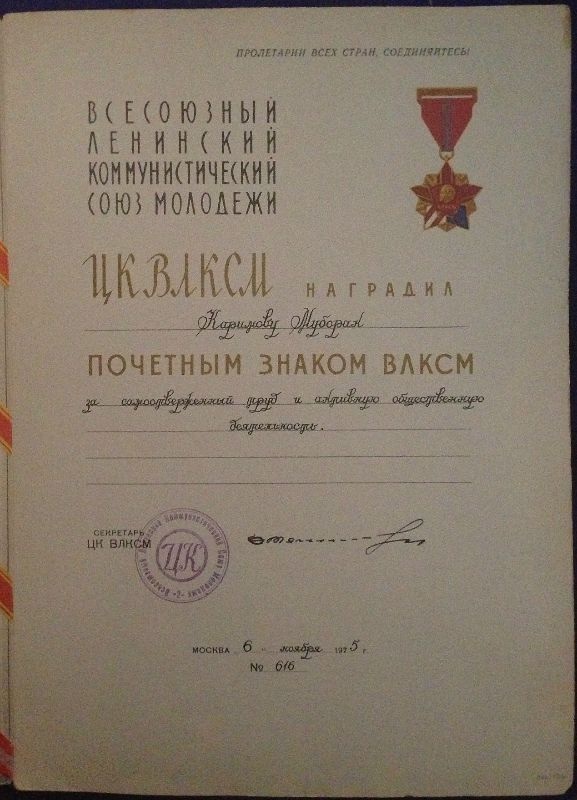 ПРОЛЕТАРИИ ВСЕХ СТРАН, СОЕДИНЯЙТЕСЬ!
ВСЕСОЮЗНЫЙ
ЛЕНИНСКИЙ
КОММУНИСТИЧЕСКИЙ
СОЮЗ МОЛОДЕЖИ
ЦК ВЛКСМ НАГРАДИЛ
Каримову Муборак
ПОЧЕТНЫМ ЗНАКОМ ВЛКСМ
за самоотверженный труд и активную общественную
деятельность.
СЕКРЕТАРЬ
ЦК ВЛКСМ
ЦК
МОСКВА 6 ноября 1975 г.
№ 616